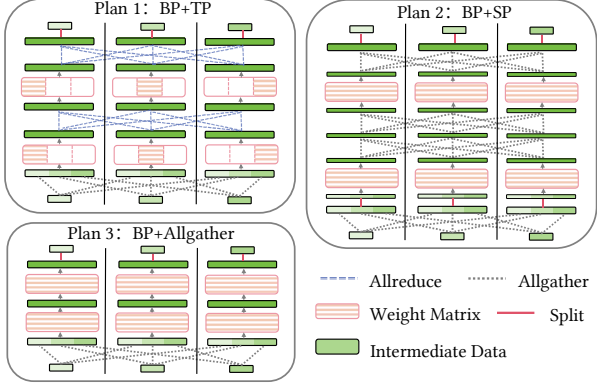 Plan 1：BP+TP
Plan 2：BP+SP
Plan 3：BP+Allgather
Allreduce
Allgather
Weight Matrix
Split
Intermediate Data